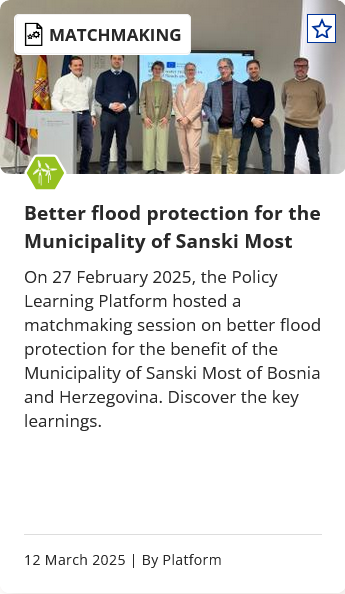 MATCHMAKING
Better flood protection for the
Municipality of Sanski Most
On 27 February 2025, the Policy
Learning Platform hosted a
matchmaking session on better flood
protection for the benefit of the
Municipality of Sanski Most of Bosnia
and Herzegovina. Discover the key
learnings.
12 March 2025 | By Platform